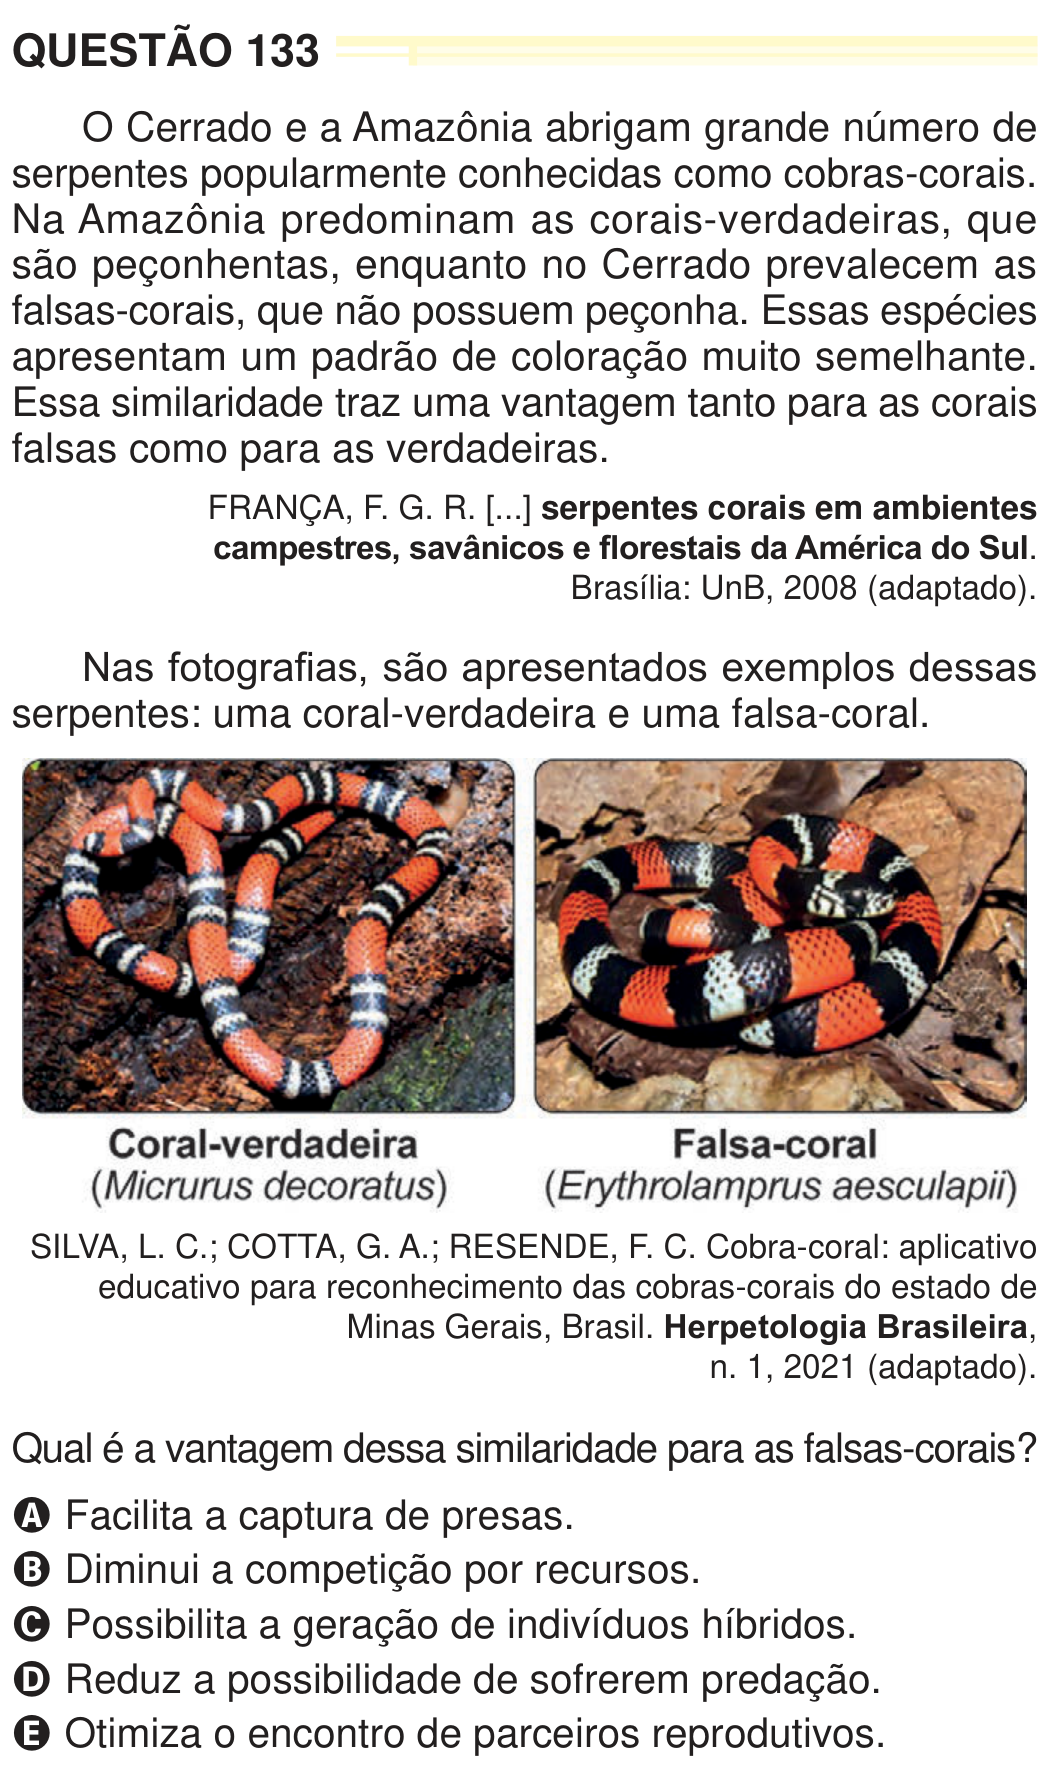 QUESTÃO 133
O Cerrado e a Amazônia abrigam grande número de
serpentes popularmente conhecidas como cobras-corais.
Na Amazônia predominam as corais-verdadeiras, que
são peçonhentas, enquanto no Cerrado prevalecem as
falsas-corais, que não possuem peçonha. Essas espécies
apresentam um padrão de coloração muito semelhante.
Essa similaridade traz uma vantagem tanto para as corais
falsas como para as verdadeiras.
FRANÇA, F. G. R. [...] serpentes corais em ambientes
campestres, savânicos e florestais da América do Sul.
Brasília: UnB, 2008 (adaptado).
Nas fotografias, são apresentados exemplos dessas
serpentes: uma coral-verdadeira e uma falsa-coral.
Coral-verdadeira
(Micrurus decoratus)
Falsa-coral
(Erythrolamprus aesculapii)
SILVA, L. C.; COTTA, G. A.; RESENDE, F. C. Cobra-coral: aplicativo
educativo para reconhecimento das cobras-corais do estado de
Minas Gerais, Brasil. Herpetologia Brasileira,
n. 1, 2021 (adaptado).
Qual é a vantagem dessa similaridade para as falsas-corais?
A Facilita a captura de presas.
B Diminui a competição por recursos.
C Possibilita a geração de indivíduos híbridos.
D Reduz a possibilidade de sofrerem predação.
E Otimiza o encontro de parceiros reprodutivos.